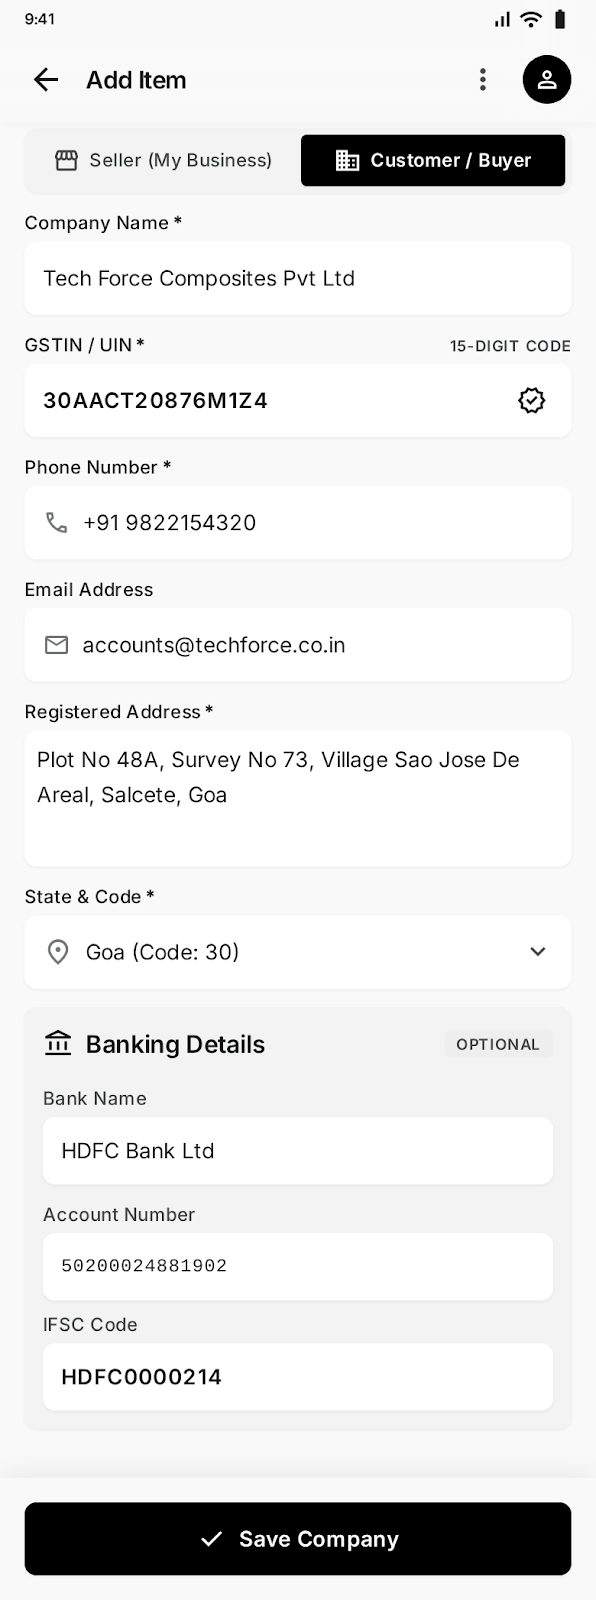 9:41
Add Item
Seller (My Business)
Customer / Buyer
Company Name *
Tech Force Composites Pvt Ltd
GSTIN / UIN *
15-DIGIT CODE
30AACT20876M1Z4
Phone Number *
+91 9822154320
Email Address
accounts@techforce.co.in
Registered Address *
Plot No 48A, Survey No 73, Village Sao Jose De
Areal, Salcete, Goa
State & Code *
Goa (Code: 30)
Banking Details
OPTIONAL
Bank Name
HDFC Bank Ltd
Account Number
50200024881902
IFSC Code
HDFC0000214
Save Company